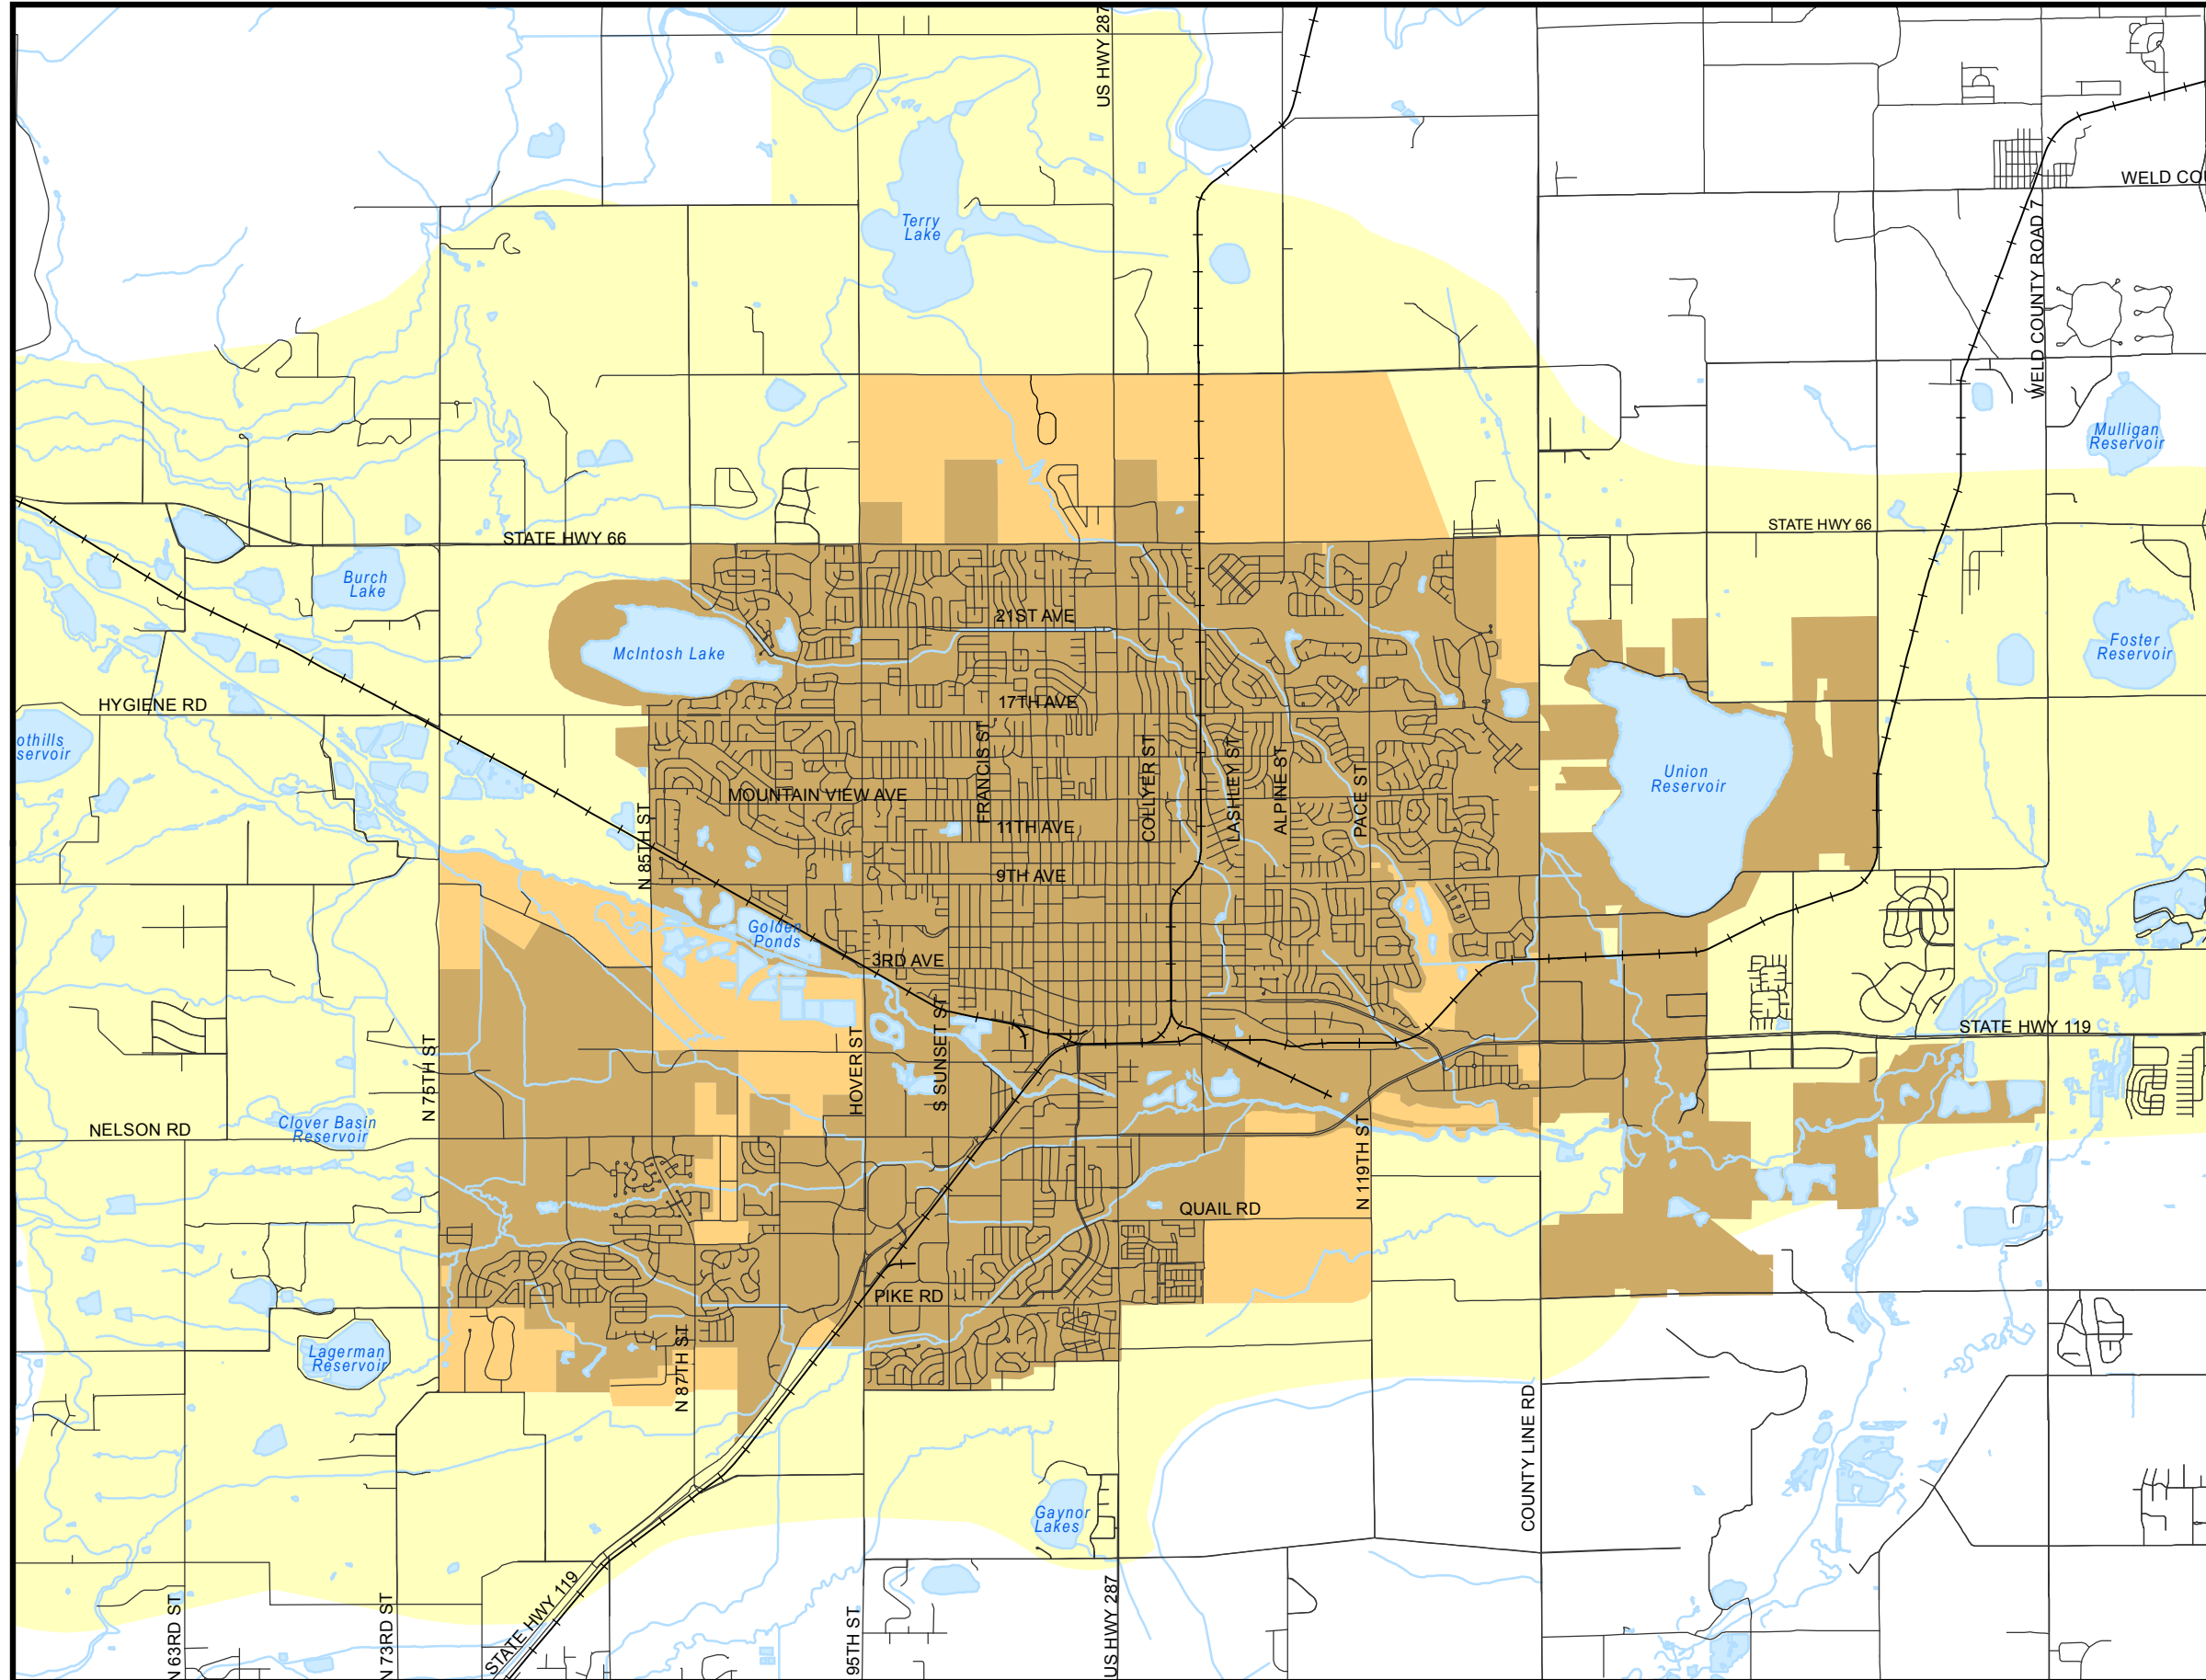 US HWY 287
WELD COU
WELD COUNTY ROAD 7
Terry
Lake
Mulligan
Reservoir
STATE HWY 66
STATE HWY 66
Burch
Lake
21ST AVE
McIntosh Lake
Foster
Reservoir
HYGIENE RD
17TH AVE
othills
servoir
FRANCIS ST
COLLYER ST
LASHLEY ST
ALPINE ST
PACE ST
Union
Reservoir
MOUNTAIN VIEW AVE
11TH AVE
N 85TH ST
9TH AVE
Golden
Ponds
3RD AVE
STATE HWY 119
N 75TH ST
HOVER ST
S SUNSET ST
Clover Basin
Reservoir
NELSON RD
N 119TH ST
QUAIL RD
PIKE RD
Lagerman
Reservoir
N 87TH ST
COUNTY LINE RD
Gaynor
Lakes
N 63RD ST
N 73RD ST
STATE HWY 119
95TH ST
US HWY 287